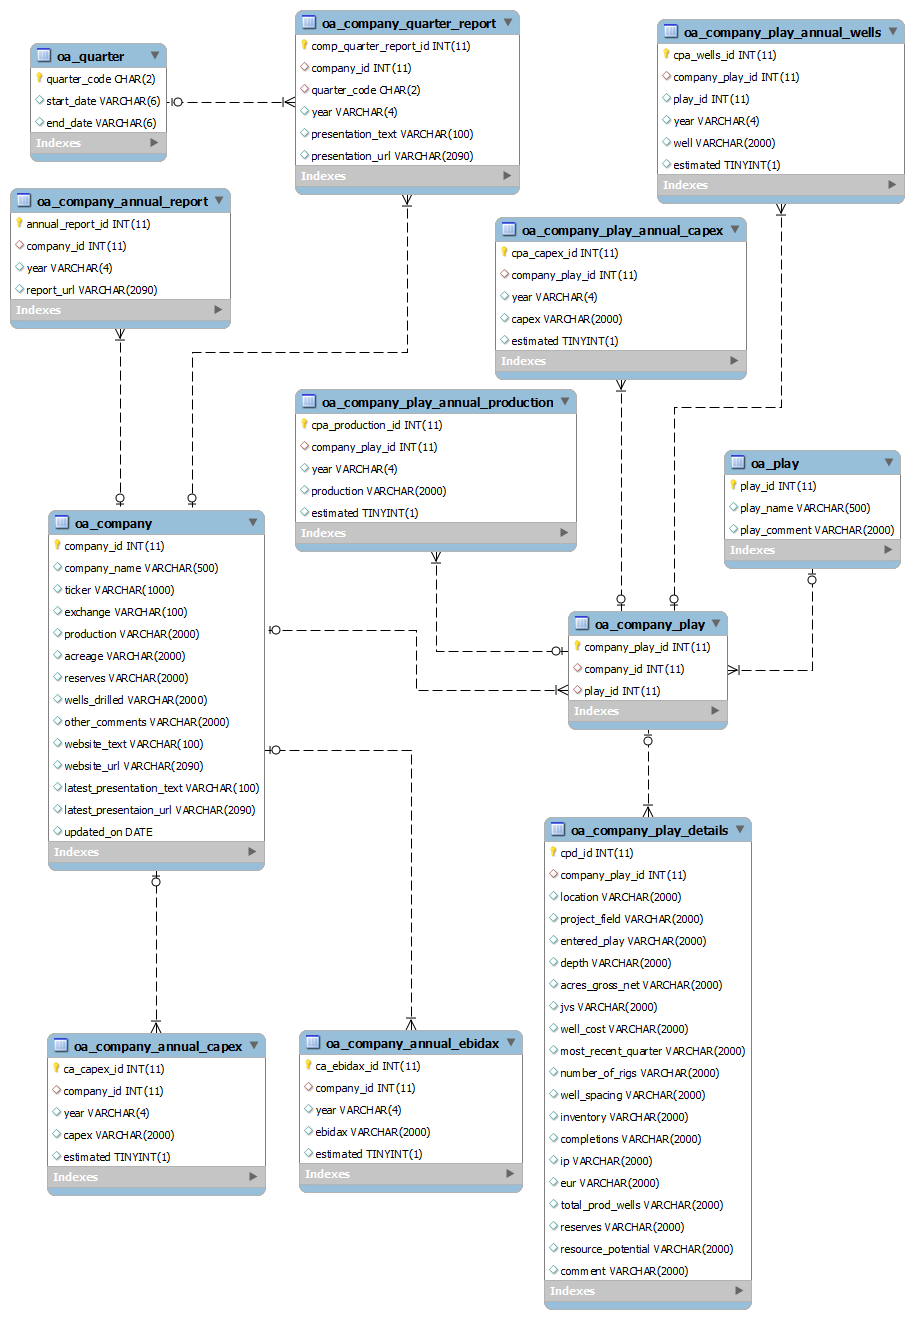 oa_quarter
quarter_code CHAR(2)
start_date VARCHAR(6)
end_date VARCHAR(6)
Indexes
oa_company_quarter_report
comp_quarter_report_id INT(11)
company_id INT(11)
quarter_code CHAR(2)
year VARCHAR(4)
presentation_text VARCHAR(100)
presentation_url VARCHAR(2090)
Indexes
oa_company_play_annual_wells
cpa_wells_id INT(11)
company_play_id INT(11)
play_id INT(11)
year VARCHAR(4)
well VARCHAR(2000)
estimated TINYINT(1)
Indexes
oa_company_annual_report
annual_report_id INT(11)
company_id INT(11)
year VARCHAR(4)
report_url VARCHAR(2090)
Indexes
oa_company_play_annual_capex
cpa_capex_id INT(11)
company_play_id INT(11)
year VARCHAR(4)
capex VARCHAR(2000)
estimated TINYINT(1)
Indexes
oa_company_play_annual_production
cpa_production_id INT(11)
company_play_id INT(11)
year VARCHAR(4)
production VARCHAR(2000)
estimated TINYINT(1)
Indexes
oa_play
play_id INT(11)
play_name VARCHAR(500)
play_comment VARCHAR(2000)
Indexes
oa_company
company_id INT(11)
company_name VARCHAR(500)
ticker VARCHAR(1000)
exchange VARCHAR(100)
production VARCHAR(2000)
acreage VARCHAR(2000)
reserves VARCHAR(2000)
wells_drilled VARCHAR(2000)
other_comments VARCHAR(2000)
website_text VARCHAR(100)
website_url VARCHAR(2090)
latest_presentation_text VARCHAR(100)
latest_presentaion_url VARCHAR(2090)
updated_on DATE
Indexes
oa_company_play
company_play_id INT(11)
company_id INT(11)
play_id INT(11)
Indexes
oa_company_play_details
cpd_id INT(11)
company_play_id INT(11)
location VARCHAR(2000)
project_field VARCHAR(2000)
entered_play VARCHAR(2000)
depth VARCHAR(2000)
acres_gross_net VARCHAR(2000)
jvs VARCHAR(2000)
well_cost VARCHAR(2000)
most_recent_quarter VARCHAR(2000)
number_of_rigs VARCHAR(2000)
well_spacing VARCHAR(2000)
inventory VARCHAR(2000)
completions VARCHAR(2000)
ip VARCHAR(2000)
eur VARCHAR(2000)
total_prod_wells VARCHAR(2000)
reserves VARCHAR(2000)
resource_potential VARCHAR(2000)
comment VARCHAR(2000)
Indexes
oa_company_annual_capex
ca_capex_id INT(11)
company_id INT(11)
year VARCHAR(4)
capex VARCHAR(2000)
estimated TINYINT(1)
Indexes
oa_company_annual_ebidax
ca_ebidax_id INT(11)
company_id INT(11)
year VARCHAR(4)
ebidax VARCHAR(2000)
estimated TINYINT(1)
Indexes